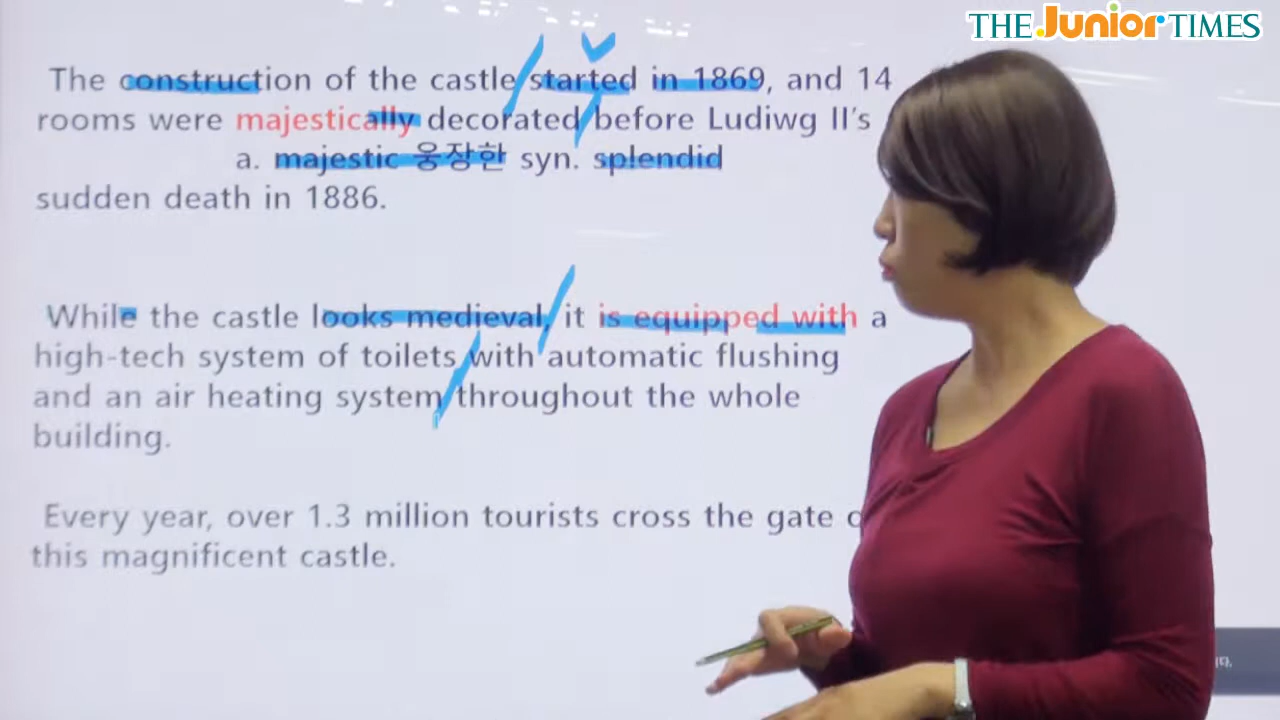 THE Junior TIMES
The construction of the castle started in 1869, and 14
rooms were majestically decorated before Ludiwg II's
a. majestic 웅장한 syn. splendid
sudden death in 1886.
While the castle looks medieval, it is equipped with a
high-tech system of toilets with automatic flushing
and an air heating system throughout the whole
building.
Every year, over 1.3 million tourists cross the gate
this magnificent castle.
다.